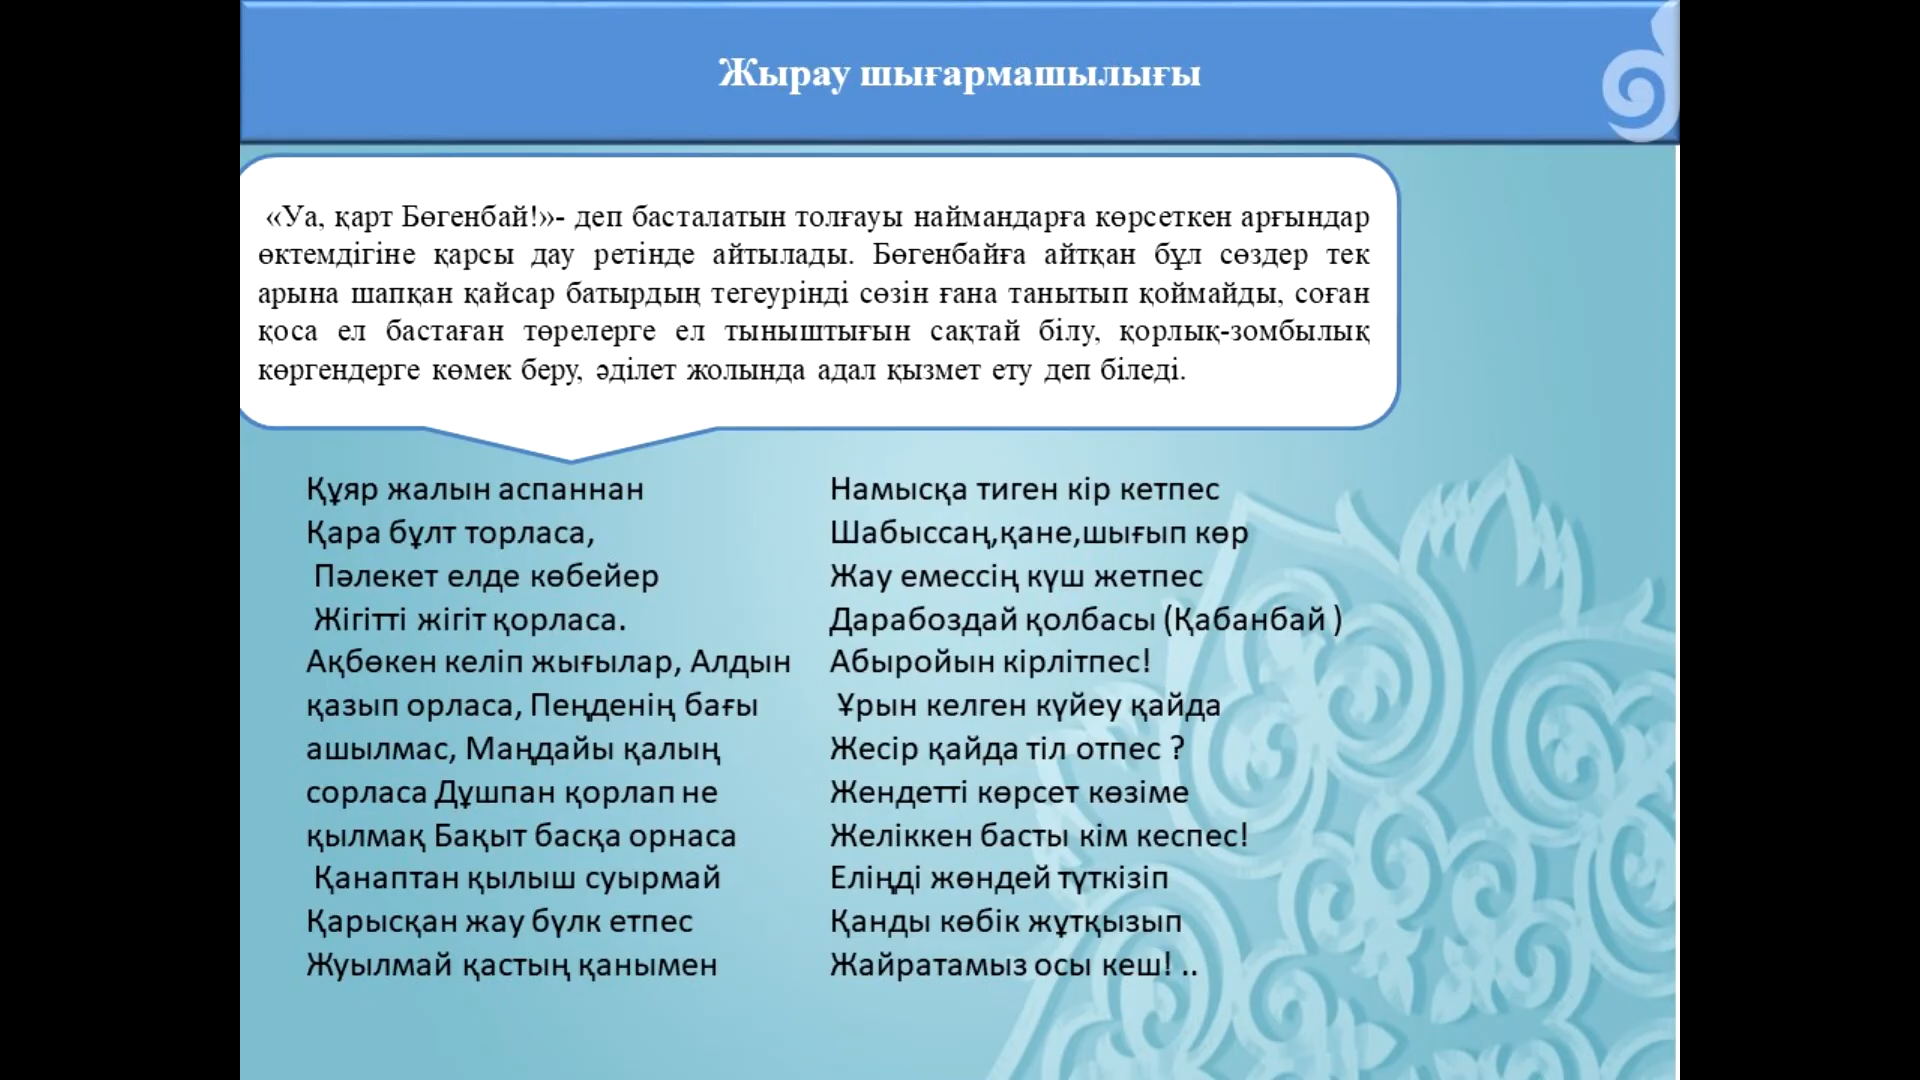 Жырау шығармашылығы
«Уа, қарт Бөгенбай!»- деп басталатын толғауы наймандарға көрсеткен арғындар
өктемдігіне қарсы дау ретінде айтылады. Бөгенбайға айтқан бұл сөздер тек
арына шапқан қайсар батырдың тегеурінді сөзін ғана танытып қоймайды, соған
қоса ел бастаған төрелерге ел тыныштығын сақтай білу, қорлық-зомбылық
көргендерге көмек беру, әділет жолында адал қызмет ету деп біледі.
Құяр жалын аспаннан
Қара бұлт торласа,
Пәлекет елде көбейер
Жігітті жігіт қорласа.
Ақбөкен келіп жығылар, Алдын
қазып орласа, Пеңденің бағы
ашылмас, Маңдайы қалың
сорласа Дұшпан қорлап не
қылмақ Бақыт басқа орнаса
Қанаптан қылыш суырмай
Қарысқан жау бүлк етпес
Жуылмай қастың қанымен
Намысқа тиген кір кетпес
Шабыссаң,қане,шығып көр
Жау емессің күш жетпес
Дарабоздай қолбасы (Қабанбай )
Абыройын кірлітпес!
Ұрын келген күйеу қайда
Жесір қайда тіл отпес ?
Жендетті көрсет көзіме
Желіккен басты кім кеспес!
Еліңді жөндей түткізіп
Қанды көбік жұтқызып
Жайратамыз осы кеш! ..